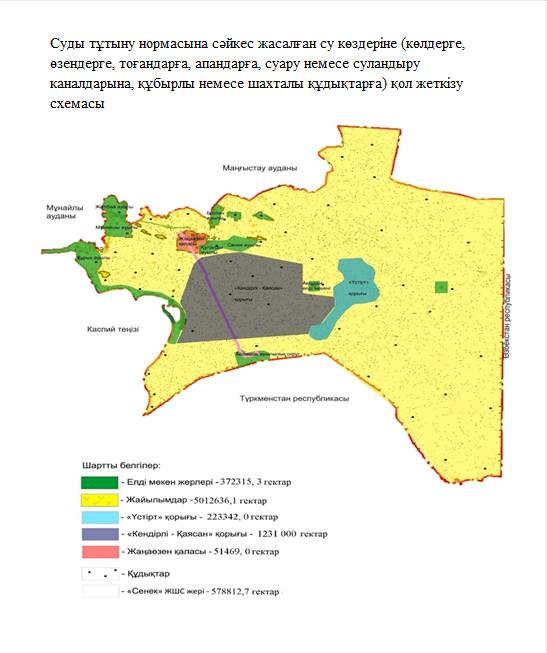 Суды тұтыну нормасына сәйкес жасалған су көздеріне (көлдерге,
өзендерге, тоғандарға, апандарға, суару немесе суландыру
каналдарына, құбырлы немесе шахталы құдықтарға) қол жеткізу
схемасы
Маңғыстау ауданы
Мұнайлы
ауданы
«Кендірлі - Қаясан»
қорығы
«Үстірт»
қорығы
Каспий теңізі
Өзбекстан республикасы
Түркменстан республикасы
Шартты белгілер:
- Елді мекен жерлері - 372315, 3 гектар
- Жайылымдар - 5012636,1 гектар
- «Үстірт» қорығы - 223342, 0 гектар
- «Кендірлі - Қаясан» қорығы - 1231 000 гектар
- Жаңаөзен қаласы - 51469, 0 гектар
- Құдықтар
- «Сенек» ЖШС жері - 578812,7 гектар